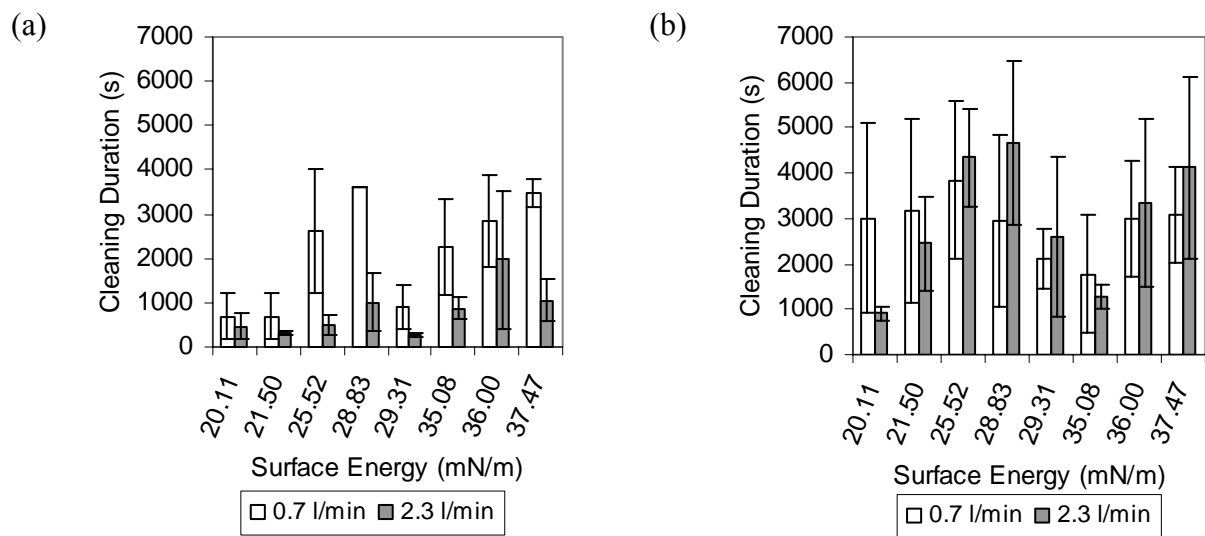 (a)
7000
6000
5000
4000
3000
2000
1000
0
Cleaning Duration (s)
20.11 21.50 25.52 28.83 29.31 35.08 36.00 37.47
Surface Energy (mN/m)
0.7 l/min 2.3 l/min
(b)
7000
6000
5000
4000
3000
2000
1000
0
Cleaning Duration (s)
20.11 21.50 25.52 28.83 29.31 35.08 36.00 37.47
Surface Energy (mN/m)
0.7 l/min 2.3 l/min